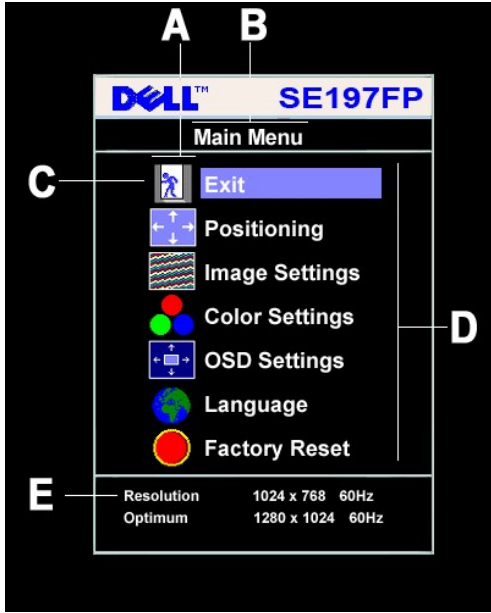 A B
DELL™ SE197FP
Main Menu
C Exit
Positioning
Image Settings
Color Settings
D
OSD Settings
Language
Factory Reset
E Resolution 1024 x 768 60Hz
Optimum 1280 x 1024 60Hz